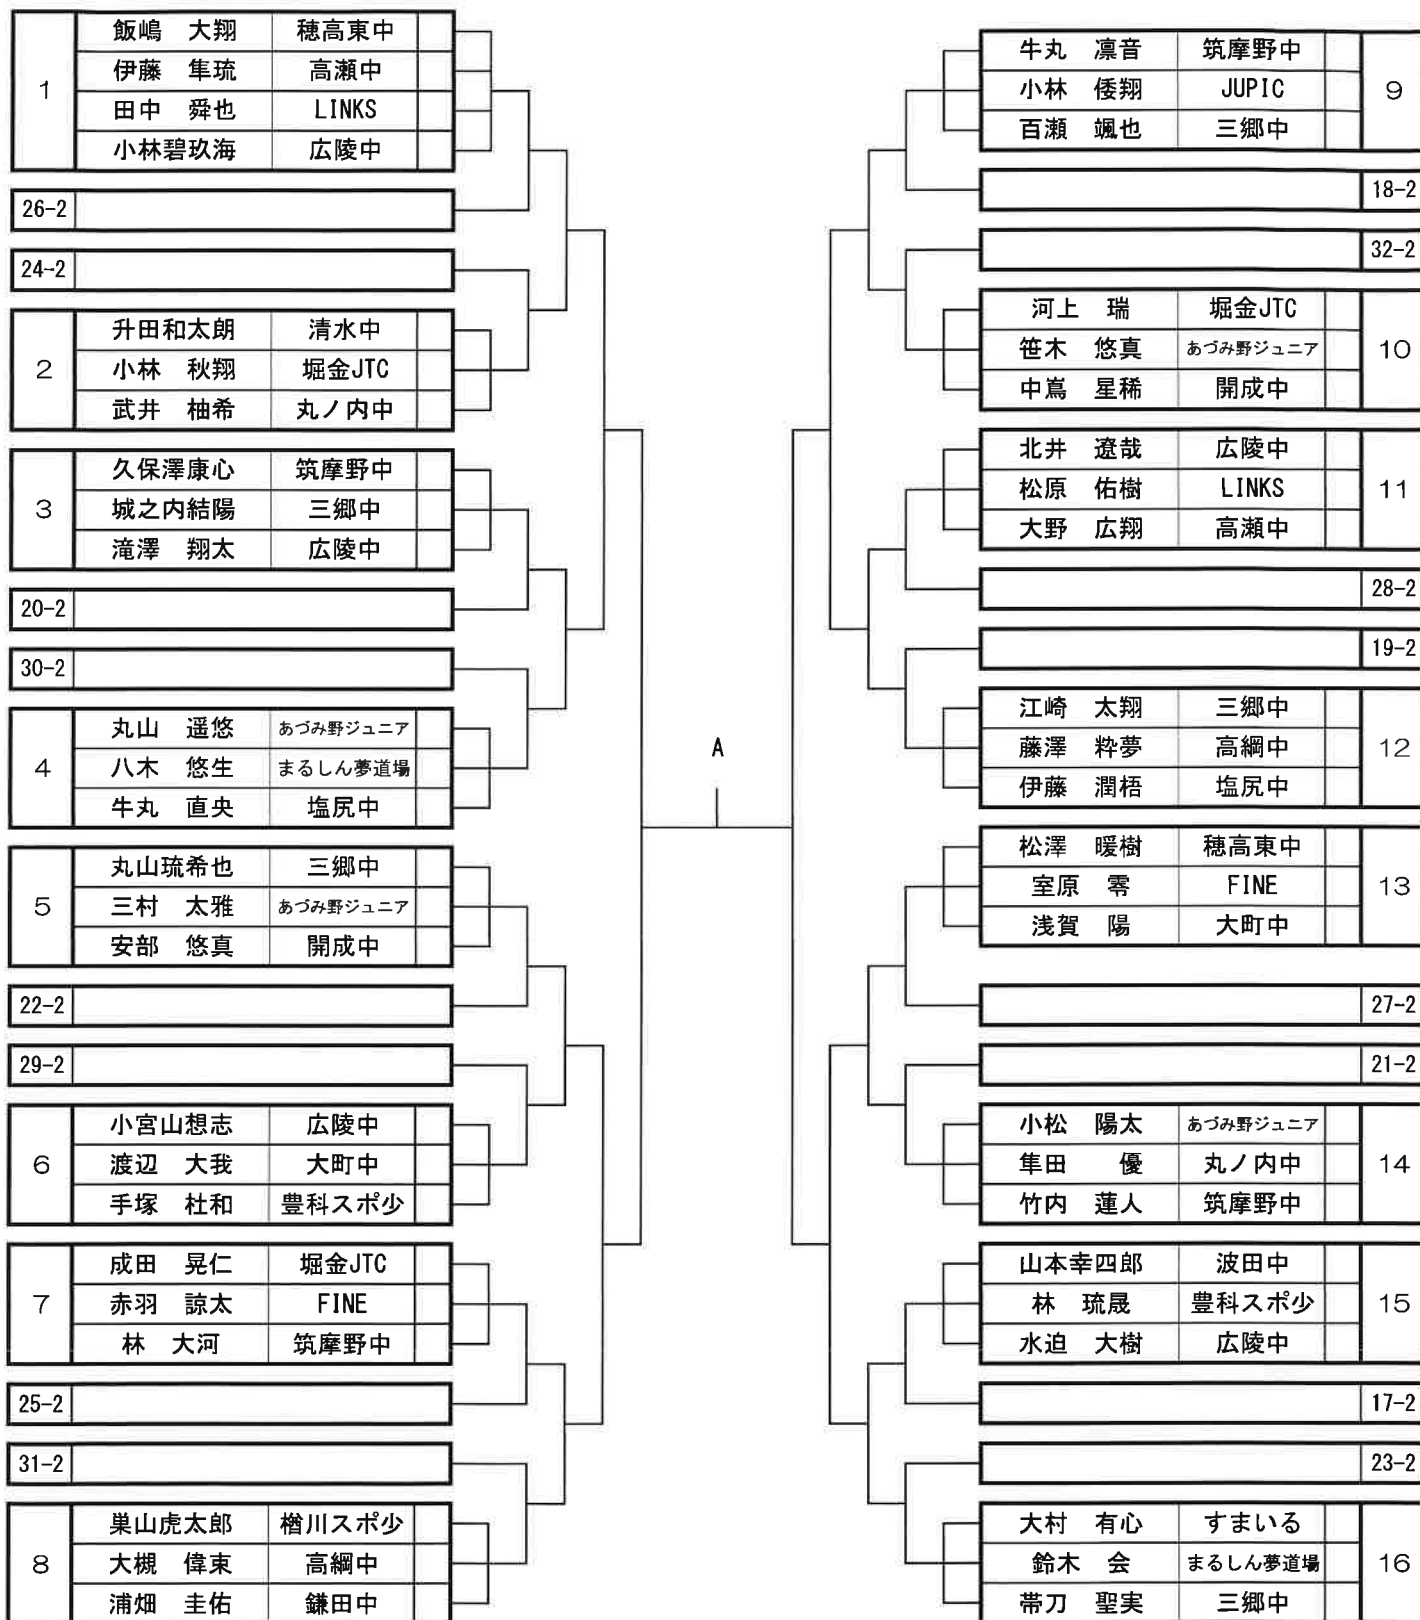 1
飯嶋　大翔 穂高東中
伊藤　隼琉 高瀬中
田中　舜也 LINKS
小林碧玖海 広陵中
26-2
24-2
2
升田和太朗 清水中
小林　秋翔 堀金JTC
武井　柚希 丸ノ内中
3
久保澤康心 筑摩野中
城之内結陽 三郷中
滝澤　翔太 広陵中
20-2
30-2
4
丸山　遥悠 あづみ野ジュニア
八木　悠生 まるしん夢道場
牛丸　直央 塩尻中
5
丸山琉希也 三郷中
三村　太雅 あづみ野ジュニア
安部　悠真 開成中
22-2
29-2
6
小宮山想志 広陵中
渡辺　大我 大町中
手塚　杜和 豊科スポ少
7
成田　晃仁 堀金JTC
赤羽　諒太 FINE
林　大河 筑摩野中
25-2
31-2
8
巣山虎太郎 楢川スポ少
大槻　偉束 高綱中
浦畑　圭佑 鎌田中
A
牛丸　凛音 筑摩野中
小林　倭翔 JUPIC
百瀬　颯也 三郷中
9
18-2
32-2
河上　瑞 堀金JTC
笹木　悠真 あづみ野ジュニア
中嶌　星稀 開成中
10
北井　遼哉 広陵中
松原　佑樹 LINKS
大野　広翔 高瀬中
11
28-2
19-2
江崎　太翔 三郷中
藤澤　粋夢 高綱中
伊藤　潤梧 塩尻中
12
松澤　暖樹 穂高東中
室原　零 FINE
浅賀　陽 大町中
13
27-2
21-2
小松　陽太 あづみ野ジュニア
隼田　優 丸ノ内中
竹内　蓮人 筑摩野中
14
山本幸四郎 波田中
林　琉晟 豊科スポ少
水迫　大樹 広陵中
15
17-2
23-2
大村　有心 すまいる
鈴木　会 まるしん夢道場
帯刀　聖実 三郷中
16